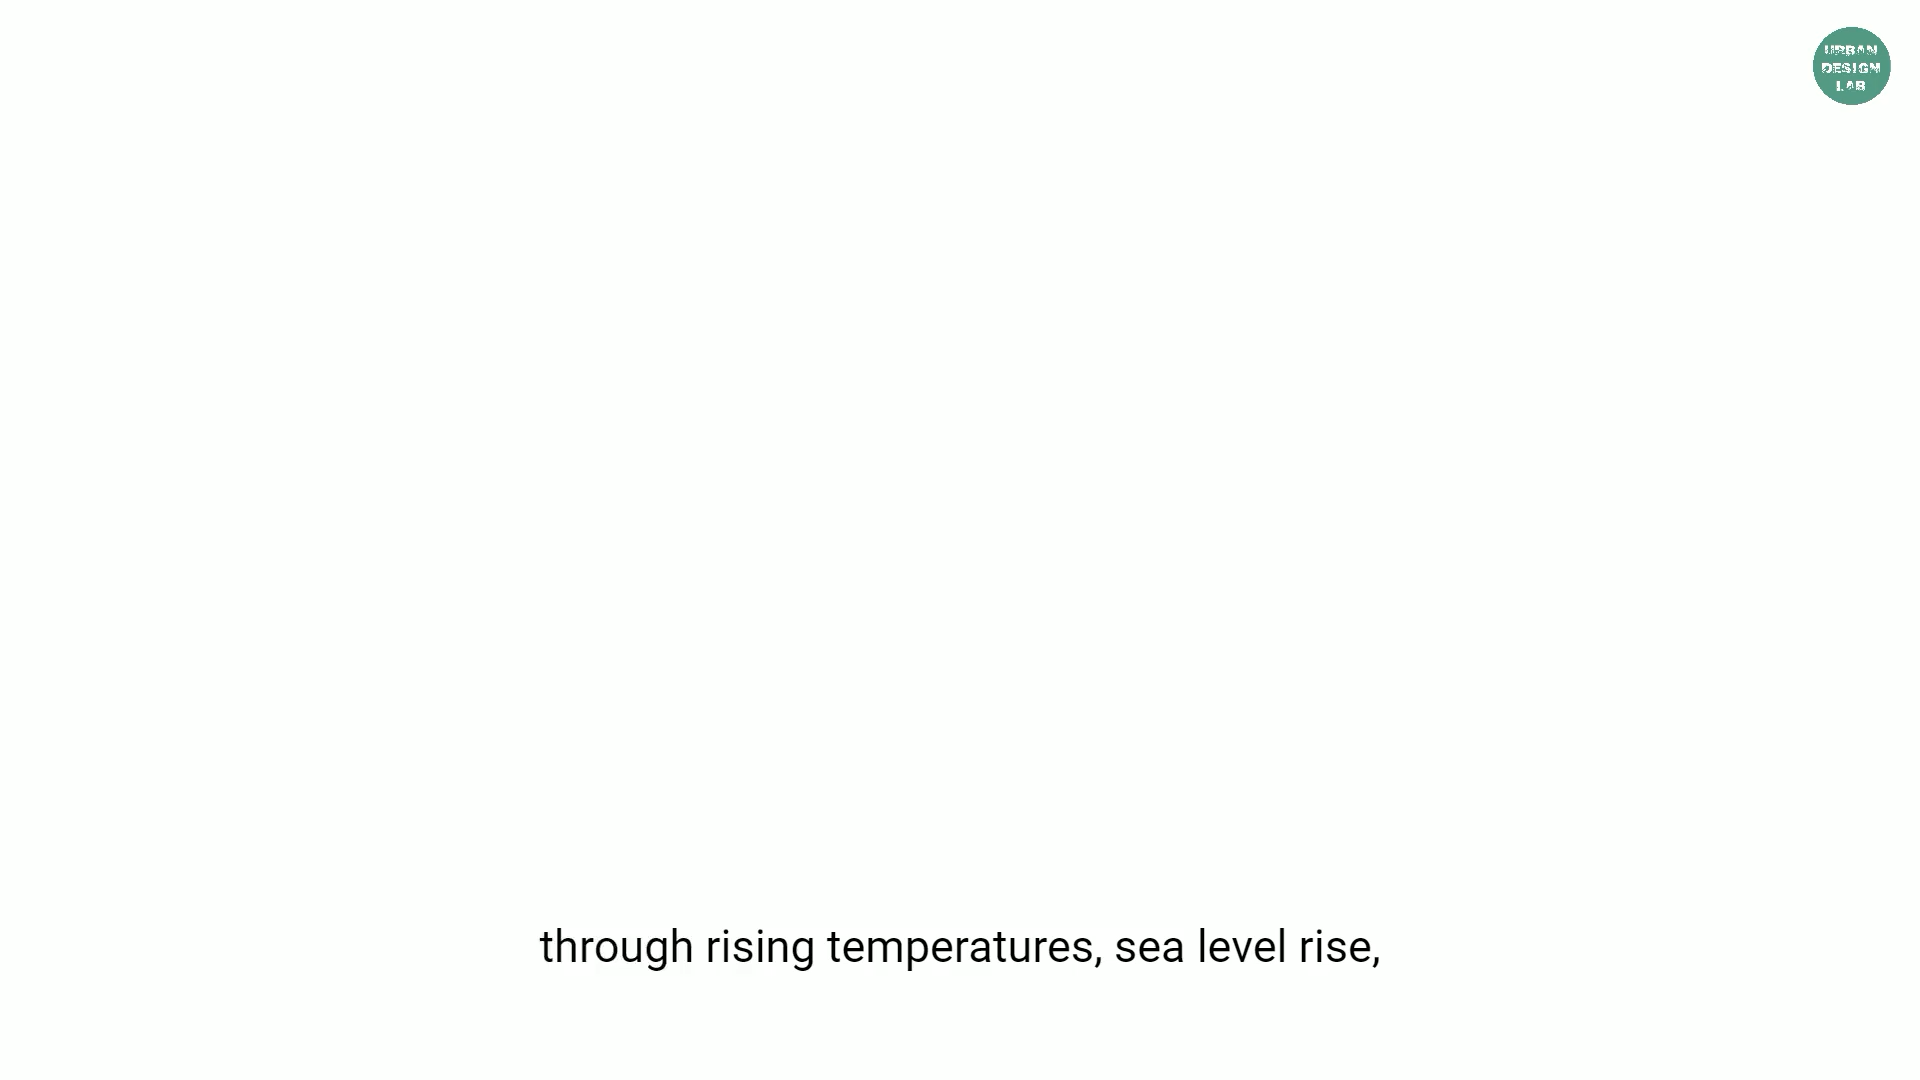 URBAN
DESIGN
LAB
through rising temperatures, sea level rise,